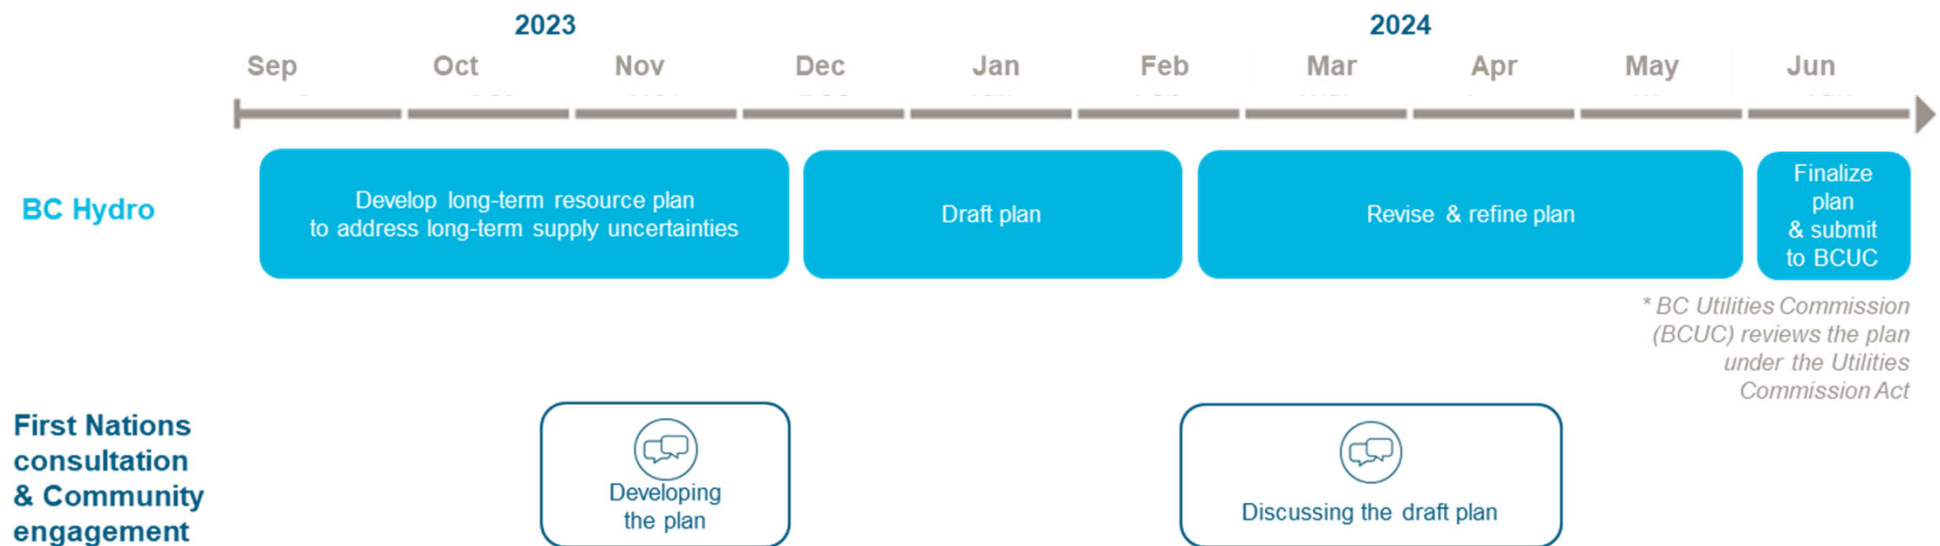 2023 2024
Sep Oct Nov Dec Jan Feb Mar Apr May Jun
BC Hydro
Develop long-term resource plan
to address long-term supply uncertainties
Draft plan
Revise & refine plan
Finalize
plan
& submit
to BCUC
* BC Utilities Commission
(BCUC) reviews the plan
under the Utilities
Commission Act
First Nations
consultation
& Community
engagement
Developing
the plan
Discussing the draft plan